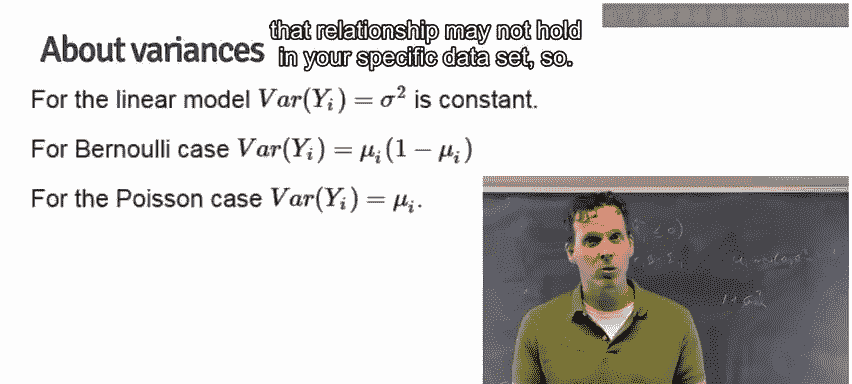 that relationship may not hold
in your specific data set, so.
About variances
For the linear model Var(Y_i) = σ² is constant.
For Bernoulli case Var(Y_i) = μ_i(1 − μ_i)
For the Poisson case Var(Y_i) = μ_i.